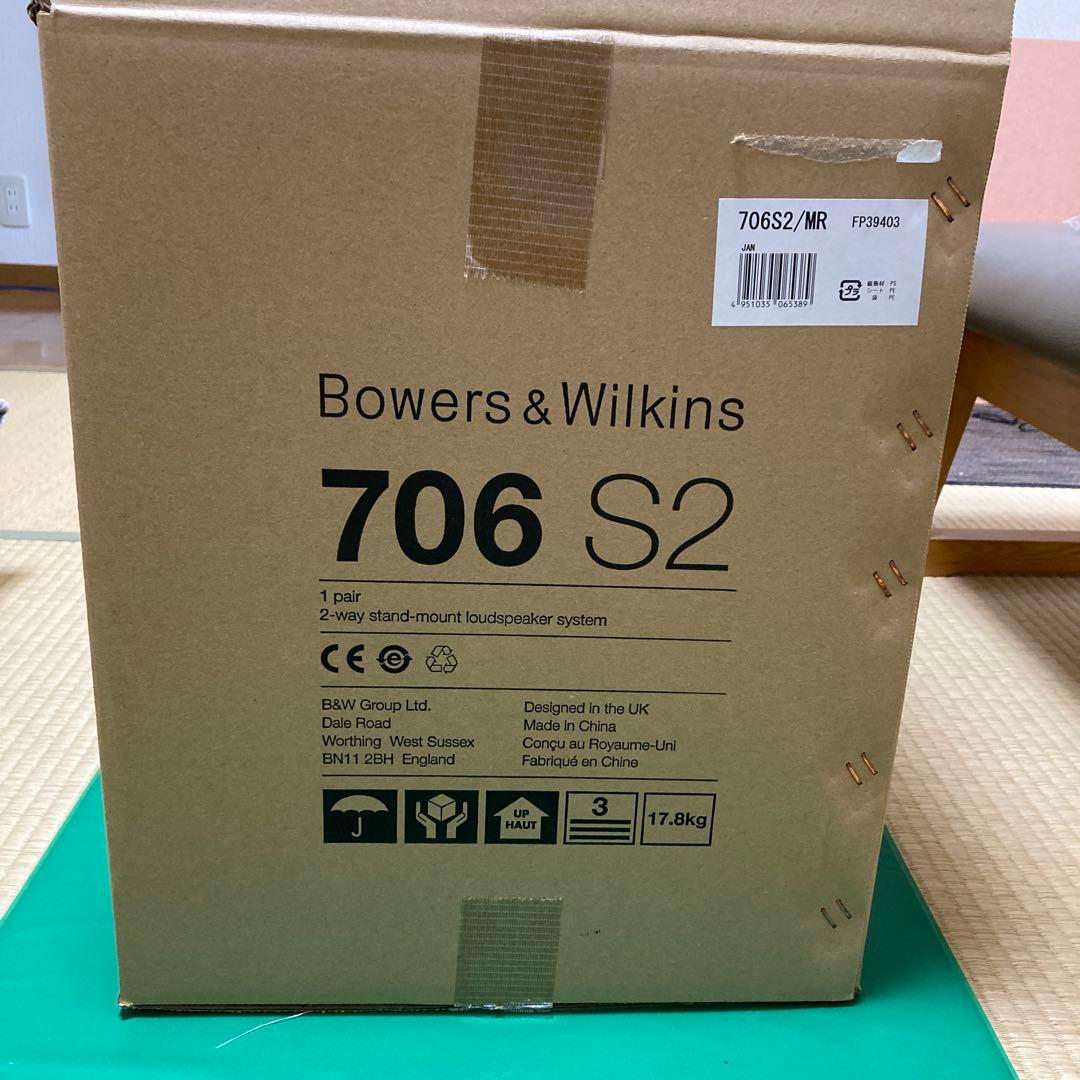 706S2/MR FP39403
JAN
4 951035 065389
プラ
緩衝材 PS
シート PE
袋 PE
Bowers & Wilkins
706 S2
1 pair
2-way stand-mount loudspeaker system
CE e
B&W Group Ltd.
Dale Road
Worthing West Sussex
BN11 2BH England
Designed in the UK
Made in China
Conçu au Royaume-Uni
Fabriqué en Chine
UP
HAUT
3
17.8kg